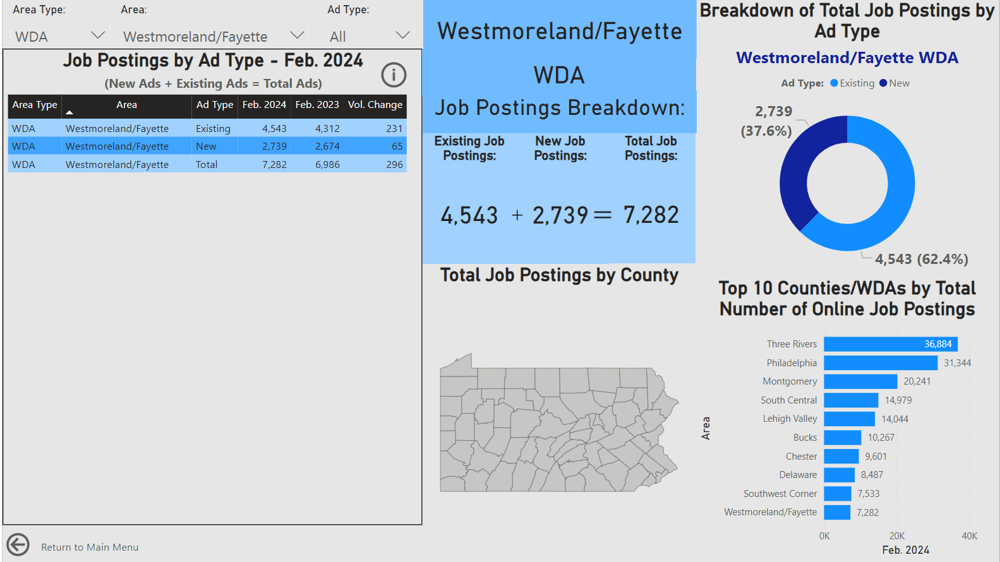 Area Type:
Area:
Ad Type:
WDA
Westmoreland/Fayette
All
Job Postings by Ad Type - Feb. 2024
(New Ads + Existing Ads = Total Ads)
i
Area Type Area Ad Type Feb. 2024 Feb. 2023 Vol. Change
WDA Westmoreland/Fayette Existing 4,543 4,312 231
WDA Westmoreland/Fayette New 2,739 2,674 65
WDA Westmoreland/Fayette Total 7,282 6,986 296
Return to Main Menu
Westmoreland/Fayette
WDA
Job Postings Breakdown:
Existing Job
Postings:
New Job
Postings:
Total Job
Postings:
4,543 + 2,739 = 7,282
Total Job Postings by County
Breakdown of Total Job Postings by
Ad Type
Westmoreland/Fayette WDA
Ad Type: Existing New
2,739
(37.6%)
4,543 (62.4%)
Top 10 Counties/WDAs by Total
Number of Online Job Postings
Area
Three Rivers 36,884
Philadelphia 31,344
Montgomery 20,241
South Central 14,979
Lehigh Valley 14,044
Bucks 10,267
Chester 9,601
Delaware 8,487
Southwest Corner 7,533
Westmoreland/Fayette 7,282
0K 20K 40K
Feb. 2024